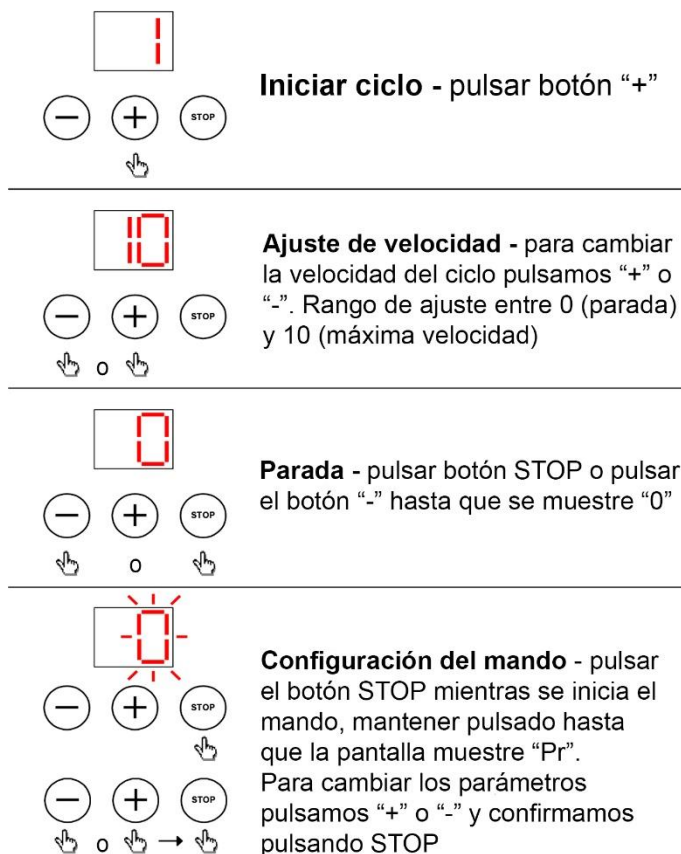 1
Iniciar ciclo - pulsar botón “+”
− + STOP
10
Ajuste de velocidad - para cambiar
la velocidad del ciclo pulsamos “+” o
“-”. Rango de ajuste entre 0 (parada)
y 10 (máxima velocidad)
− + STOP
o
0
Parada - pulsar botón STOP o pulsar
el botón “-” hasta que se muestre “0”
− + STOP
o
0
Configuración del mando - pulsar
el botón STOP mientras se inicia el
mando, mantener pulsado hasta
que la pantalla muestre “Pr”.
Para cambiar los parámetros
pulsamos “+” o “-” y confirmamos
pulsando STOP
− + STOP
− + STOP
o →